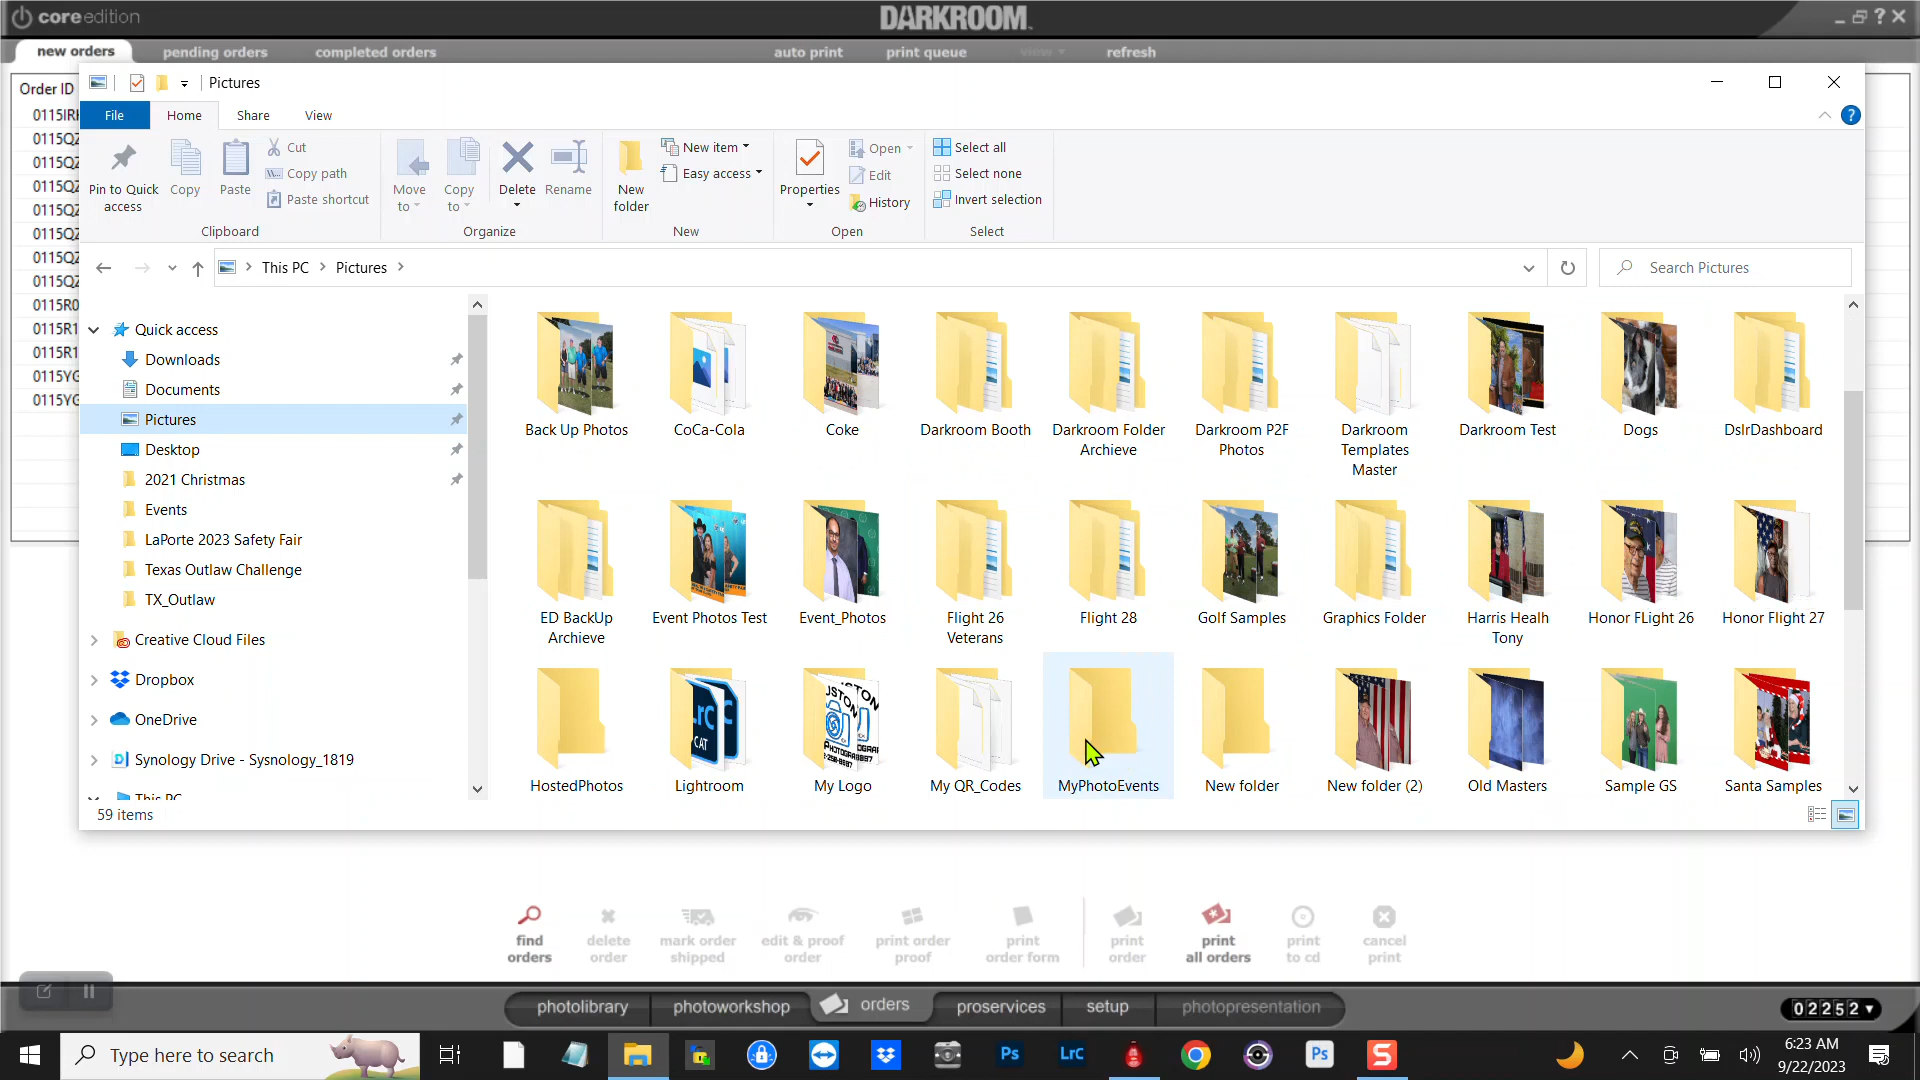 coreedition
DARKROOM
new orders
pending orders
completed orders
auto print
print queue
view
refresh
Order ID
0115IR
0115QZ
0115QZ
0115QZ
0115QZ
0115QZ
0115QZ
0115QZ
0115R0
0115R1
0115R1
0115YG
0115YG
Pictures
File
Home
Share
View
Pin to Quick access
Copy
Paste
Cut
Copy path
Paste shortcut
Clipboard
Move to
Copy to
Delete
Rename
Organize
New folder
New item
Easy access
New
Properties
Open
Edit
History
Open
Select all
Select none
Invert selection
Select
This PC
Pictures
Search Pictures
Quick access
Downloads
Documents
Pictures
Desktop
2021 Christmas
Events
LaPorte 2023 Safety Fair
Texas Outlaw Challenge
TX_Outlaw
Creative Cloud Files
Dropbox
OneDrive
Synology Drive - Sysnology_1819
This PC
Back Up Photos
CoCa-Cola
Coke
Darkroom Booth
Darkroom Folder
Archieve
Darkroom P2F
Photos
Darkroom
Templates
Master
Darkroom Test
Dogs
DslrDashboard
ED BackUp
Archieve
Event Photos Test
Event_Photos
Flight 26
Veterans
Flight 28
Golf Samples
Graphics Folder
Harris Healh
Tony
Honor FLight 26
Honor Flight 27
HostedPhotos
Lightroom
My Logo
My QR_Codes
MyPhotoEvents
New folder
New folder (2)
Old Masters
Sample GS
Santa Samples
59 items
find
orders
delete
order
mark order
shipped
edit & proof
order
print order
proof
print
order form
print
order
print
all orders
print
to cd
cancel
print
photolibrary
photoworkshop
orders
proservices
setup
photopresentation
02252
Type here to search
Ps
LrC
Ps
S
6:23 AM
9/22/2023